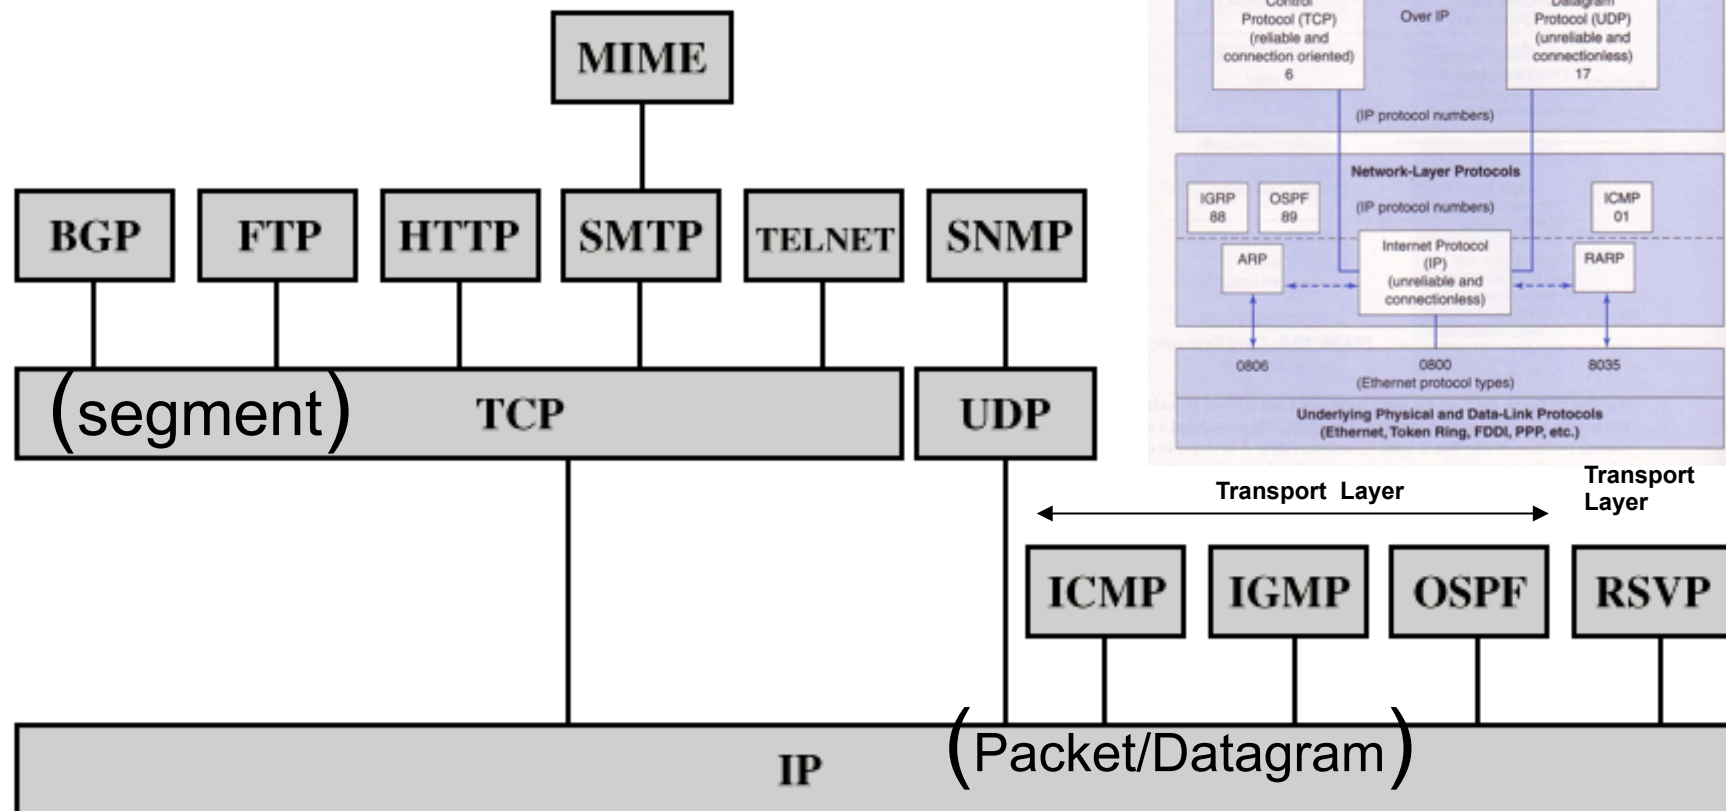 MIME
BGP
FTP
HTTP
SMTP
TELNET
SNMP
(segment)
TCP
UDP
Control
Protocol (TCP)
(reliable and
connection oriented)
6
Over IP
Datagram
Protocol (UDP)
(unreliable and
connectionless)
17
(IP protocol numbers)
Network-Layer Protocols
IGRP
88
OSPF
89
(IP protocol numbers)
ICMP
01
ARP
Internet Protocol
(IP)
(unreliable and
connectionless)
RARP
0806
0800
8035
(Ethernet protocol types)
Underlying Physical and Data-Link Protocols
(Ethernet, Token Ring, FDDI, PPP, etc.)
Transport Layer
Transport
Layer
ICMP
IGMP
OSPF
RSVP
IP
(Packet/Datagram)